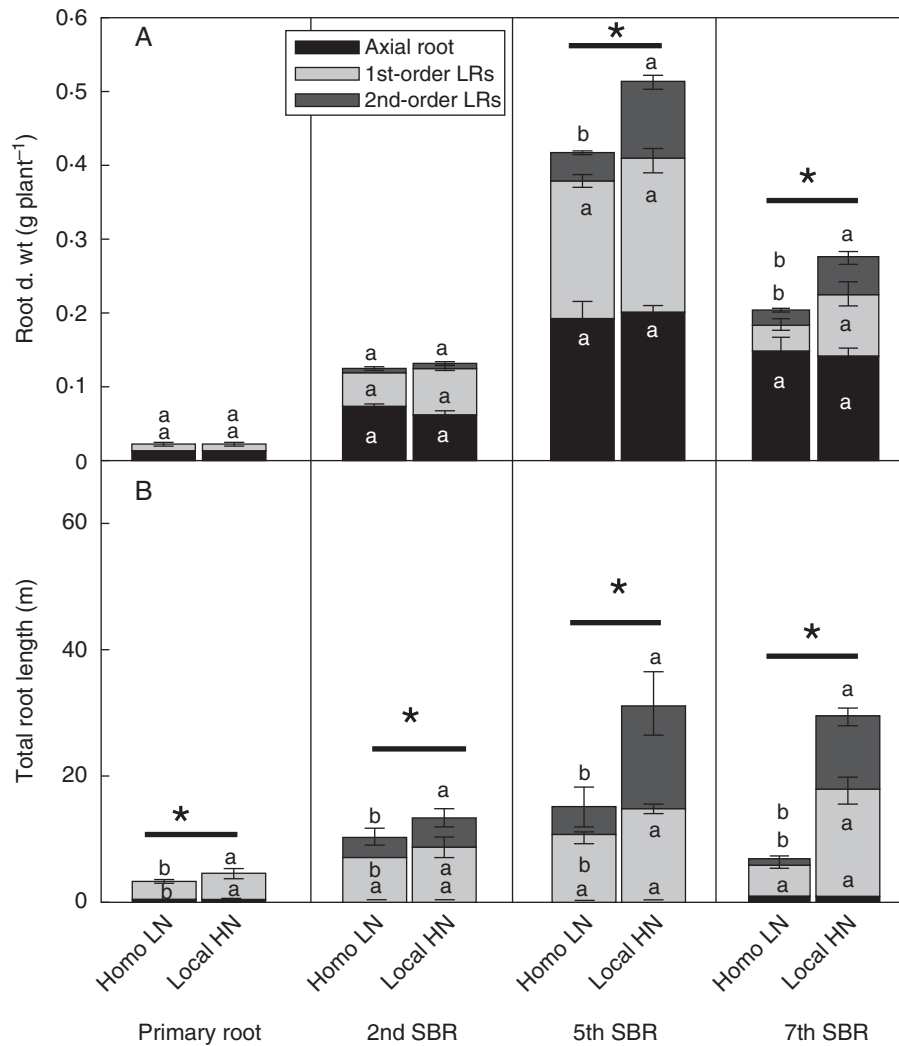 0·6
0·5
0·4
0·3
0·2
0·1
0
Root d. wt (g plant⁻¹)
A
Axial root
1st-order LRs
2nd-order LRs
a a
a a
a a
a a
a a
*
b a
a a
a a
*
b a
b a
a a
60
40
20
0
Total root length (m)
B
*
b a
b a
*
b a
b a
a a
*
b a
b a
a a
*
b a
b a
a a
Homo LN Local HN Homo LN Local HN Homo LN Local HN Homo LN Local HN
Primary root 2nd SBR 5th SBR 7th SBR